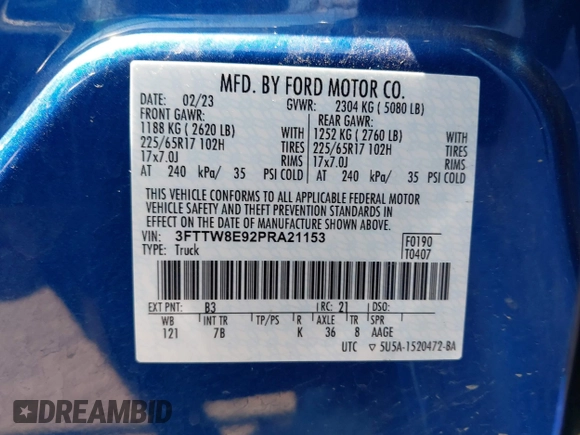 MFD. BY FORD MOTOR CO.
DATE: 02/23 GVWR: 2304 KG ( 5080 LB)
FRONT GAWR: REAR GAWR:
1188 KG ( 2620 LB) WITH 1252 KG ( 2760 LB) WITH
225/65R17 102H TIRES 225/65R17 102H TIRES
17x7.0J RIMS 17x7.0J RIMS
AT 240 kPa/ 35 PSI COLD AT 240 kPa/ 35 PSI COLD
THIS VEHICLE CONFORMS TO ALL APPLICABLE FEDERAL MOTOR
VEHICLE SAFETY AND THEFT PREVENTION STANDARDS IN
EFFECT ON THE DATE OF MANUFACTURE SHOWN ABOVE.
VIN: 3FTTW8E92PRA21153 F0190
TYPE: Truck T0407
EXT PNT: B3 RC: 21 DSO:
WB INT TR TP/PS R AXLE TR SPR
121 7B K 36 8 AAGE
UTC ▽ 5U5A-1520472-BA
DREAMBID